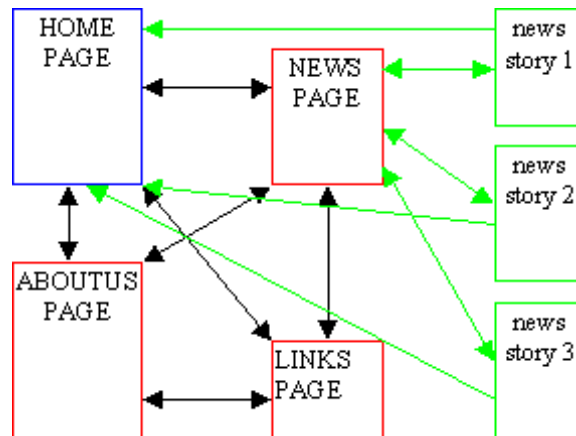 HOME
PAGE
NEWS
PAGE
news
story 1
news
story 2
ABOUTUS
PAGE
LINKS
PAGE
news
story 3